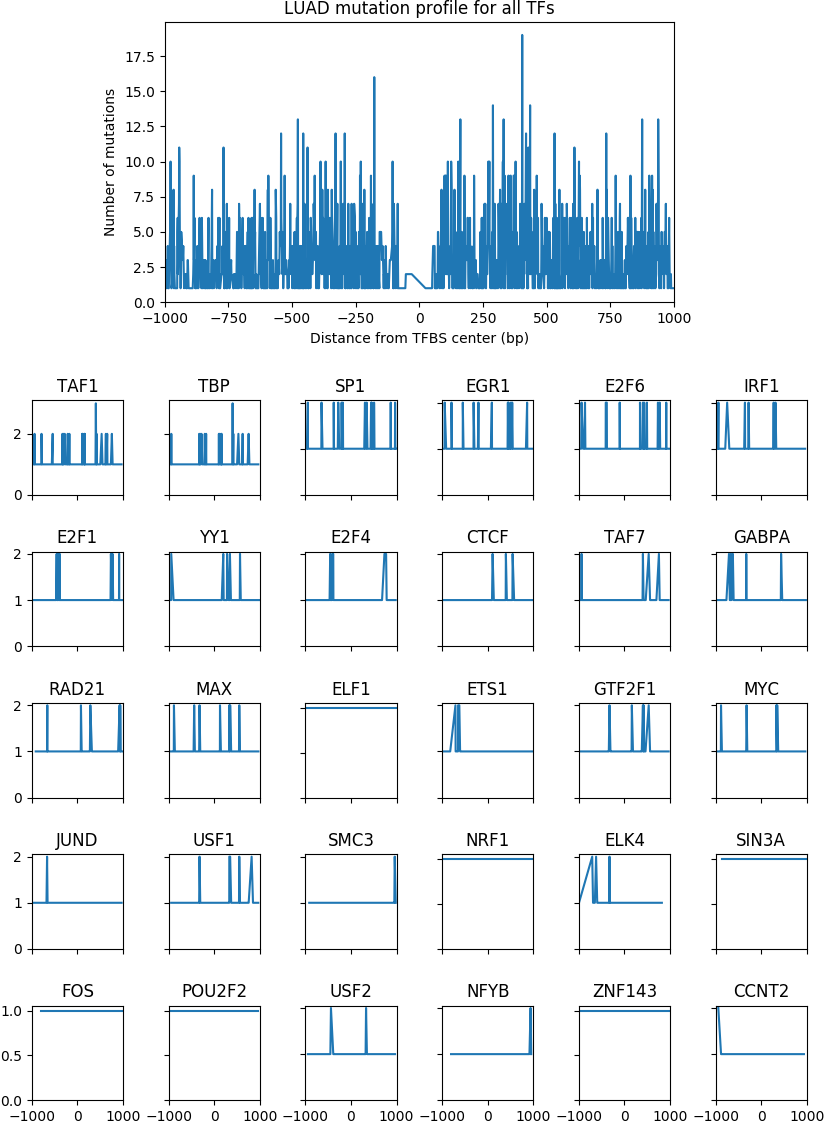 LUAD mutation profile for all TFs
17.5
15.0
12.5
10.0
7.5
5.0
2.5
0.0
Number of mutations
−1000 −750 −500 −250 0 250 500 750 1000
Distance from TFBS center (bp)
TAF1 TBP SP1 EGR1 E2F6 IRF1
2
0
E2F1 YY1 E2F4 CTCF TAF7 GABPA
2
1
0
RAD21 MAX ELF1 ETS1 GTF2F1 MYC
2
1
0
JUND USF1 SMC3 NRF1 ELK4 SIN3A
2
1
0
FOS POU2F2 USF2 NFYB ZNF143 CCNT2
1.0
0.5
0.0
−1000 0 1000 −1000 0 1000 −1000 0 1000 −1000 0 1000 −1000 0 1000 −1000 0 1000